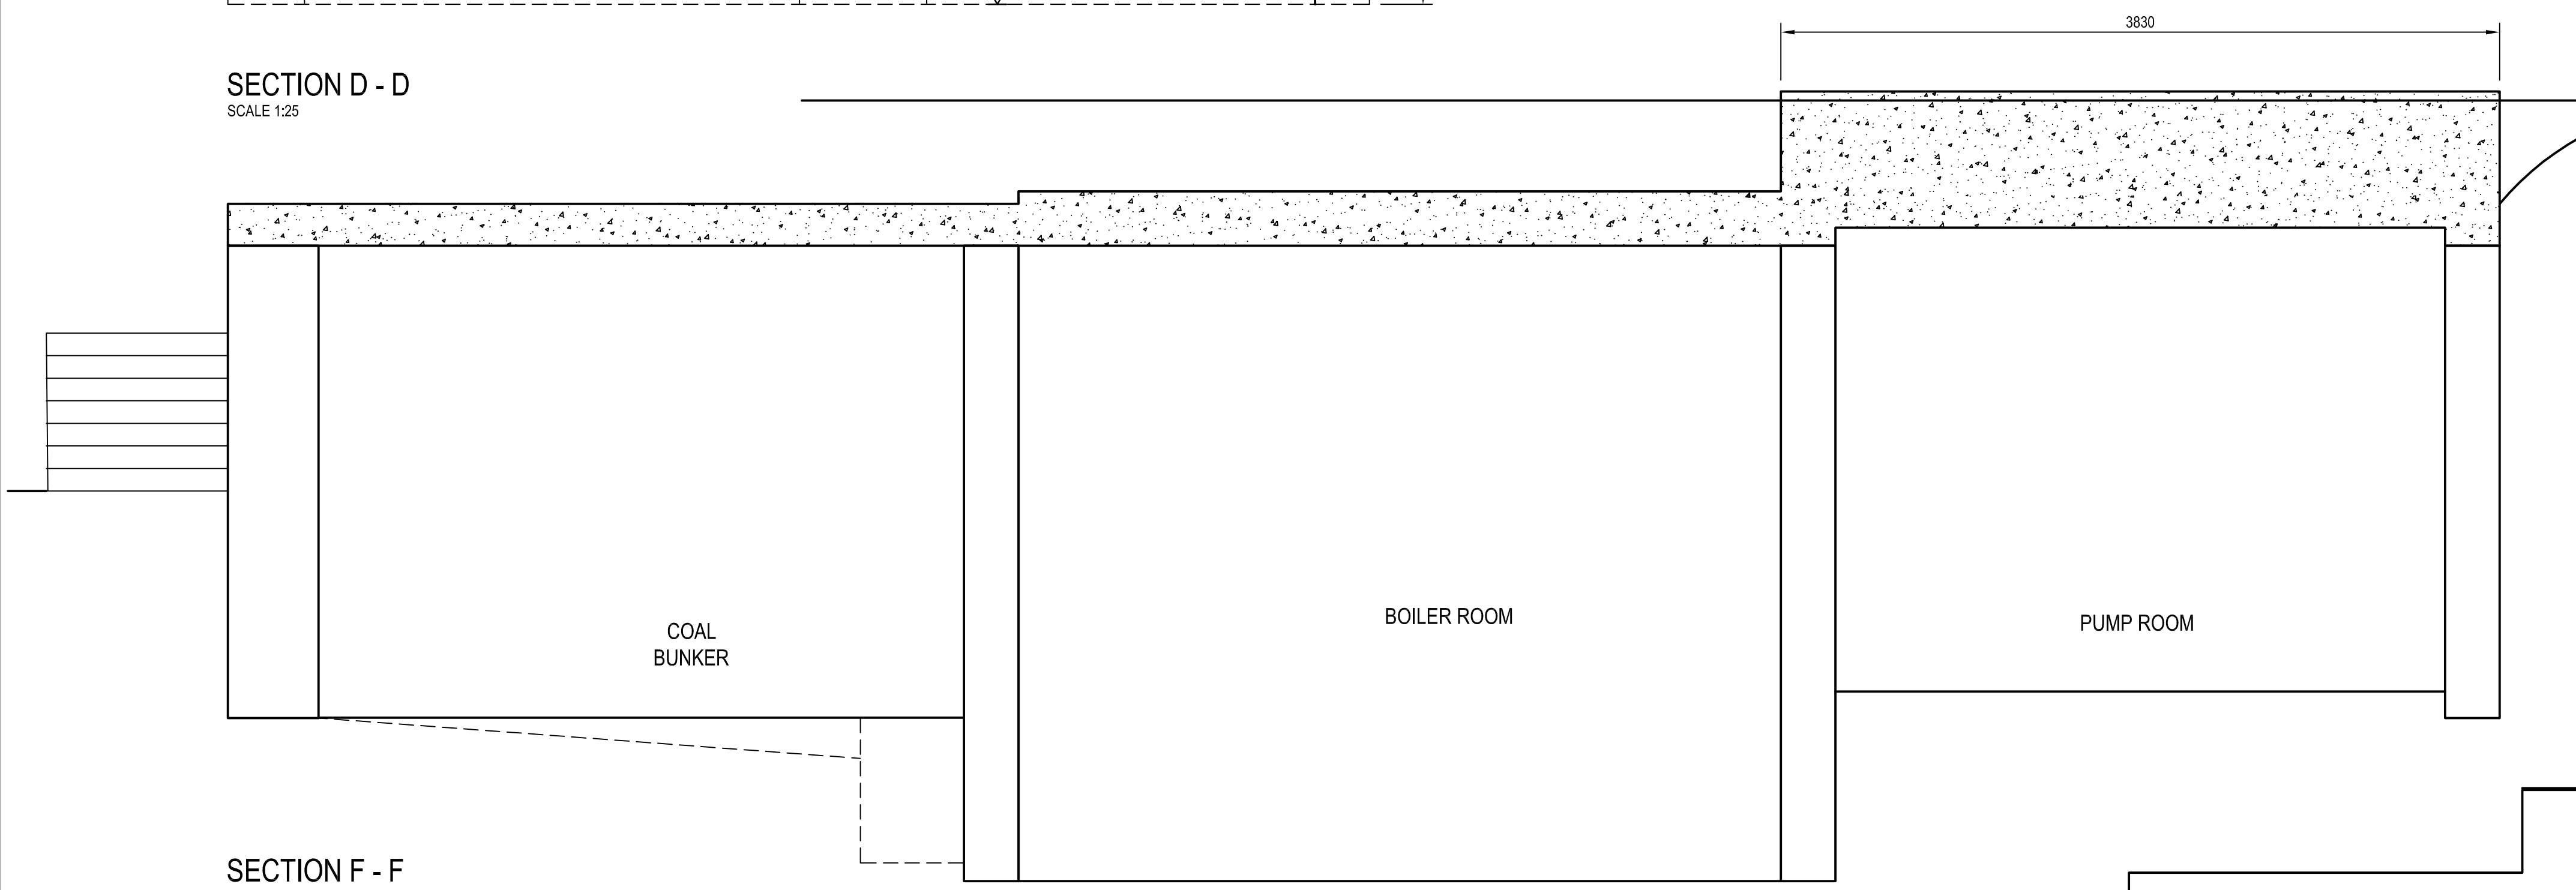 3830
SECTION D - D
SCALE 1:25
COAL
BUNKER
BOILER ROOM
PUMP ROOM
SECTION F - F